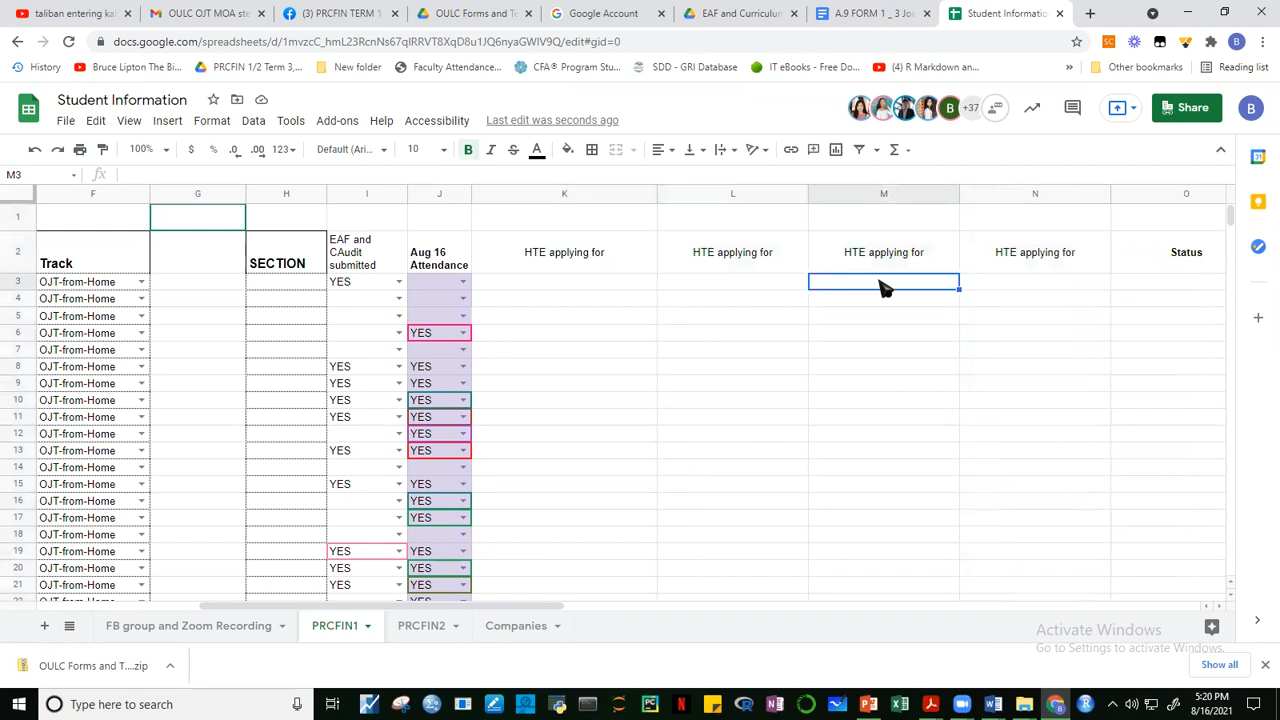 taliban entering kal
OULC OJT MOA ste
(3) PRCFIN TERM 1
OULC Forms and Te
Google Account
EAF and Curriculum
A.9 FORM 1 _ 3 Join
Student Informatio
docs.google.com/spreadsheets/d/1mvzcC_hmL23RcnNs67qlRRVT8XqD8u1JQ6nyaGWIV9Q/edit#gid=0
B
History
Bruce Lipton The Bi
PRCFIN 1/2 Term 3,
New folder
Faculty Attendance...
CFA® Program Stu...
SDD - GRI Database
IT eBooks - Free Do...
(4) R Markdown an
»
Other bookmarks
Reading list
Student Information
File Edit View Insert Format Data Tools Add-ons Help Accessibility Last edit was seconds ago
B +37
Share
B
100% $ % .0 .00 123 Default (Ari... 10 B I S A
M3 fx
F G H I J K L M N O
1
2 Track SECTION EAF and CAudit submitted Aug 16 Attendance HTE applying for HTE applying for HTE applying for HTE applying for Status
3 OJT-from-Home YES
4 OJT-from-Home
5 OJT-from-Home
6 OJT-from-Home YES
7 OJT-from-Home
8 OJT-from-Home YES YES
9 OJT-from-Home YES YES
10 OJT-from-Home YES YES
11 OJT-from-Home YES YES
12 OJT-from-Home YES
13 OJT-from-Home YES YES
14 OJT-from-Home
15 OJT-from-Home YES YES
16 OJT-from-Home YES
17 OJT-from-Home YES
18 OJT-from-Home
19 OJT-from-Home YES YES
20 OJT-from-Home YES YES
21 OJT-from-Home YES YES
22 OJT-from-Home YES
FB group and Zoom Recording PRCFIN1 PRCFIN2 Companies
Activate Windows
Go to Settings to activate Windows.
OULC Forms and T....zip
Show all
Type here to search
5:20 PM
8/16/2021